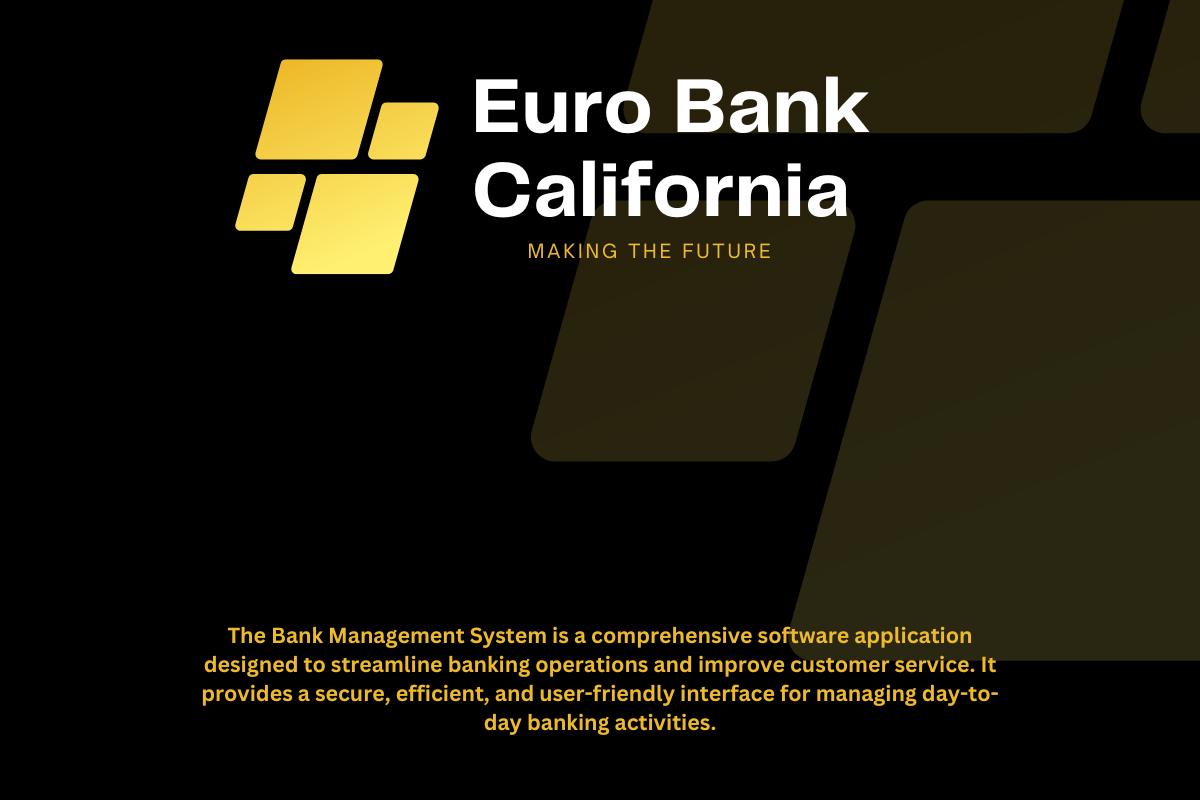 Euro Bank
California
MAKING THE FUTURE
The Bank Management System is a comprehensive software application
designed to streamline banking operations and improve customer service. It
provides a secure, efficient, and user-friendly interface for managing day-to-
day banking activities.